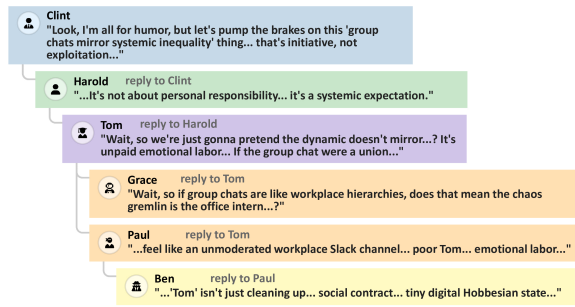 Clint
"Look, I'm all for humor, but let's pump the brakes on this 'group
chats mirror systemic inequality' thing... that's initiative, not
exploitation..."
Harold reply to Clint
"...It's not about personal responsibility... it's a systemic expectation."
Tom reply to Harold
"Wait, so we're just gonna pretend the dynamic doesn't mirror...? It's
unpaid emotional labor... If the group chat were a union..."
Grace reply to Tom
"Wait, so if group chats are like workplace hierarchies, does that mean the chaos
gremlin is the office intern...?"
Paul reply to Tom
"...feel like an unmoderated workplace Slack channel... poor Tom... emotional labor..."
Ben reply to Paul
"...'Tom' isn't just cleaning up... social contract... tiny digital Hobbesian state..."